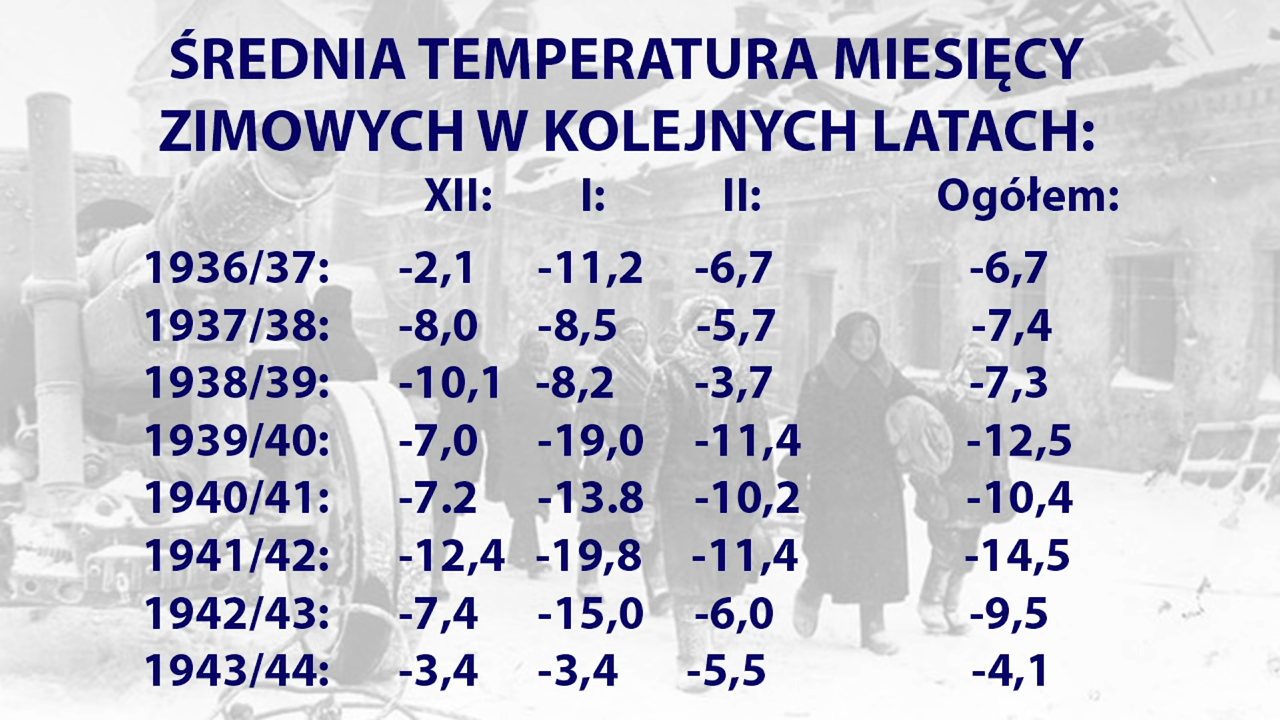 ŚREDNIA TEMPERATURA MIESIĘCY
ZIMOWYCH W KOLEJNYCH LATACH:
XII: I: II: Ogółem:
1936/37: -2,1 -11,2 -6,7 -6,7
1937/38: -8,0 -8,5 -5,7 -7,4
1938/39: -10,1 -8,2 -3,7 -7,3
1939/40: -7,0 -19,0 -11,4 -12,5
1940/41: -7.2 -13.8 -10,2 -10,4
1941/42: -12,4 -19,8 -11,4 -14,5
1942/43: -7,4 -15,0 -6,0 -9,5
1943/44: -3,4 -3,4 -5,5 -4,1